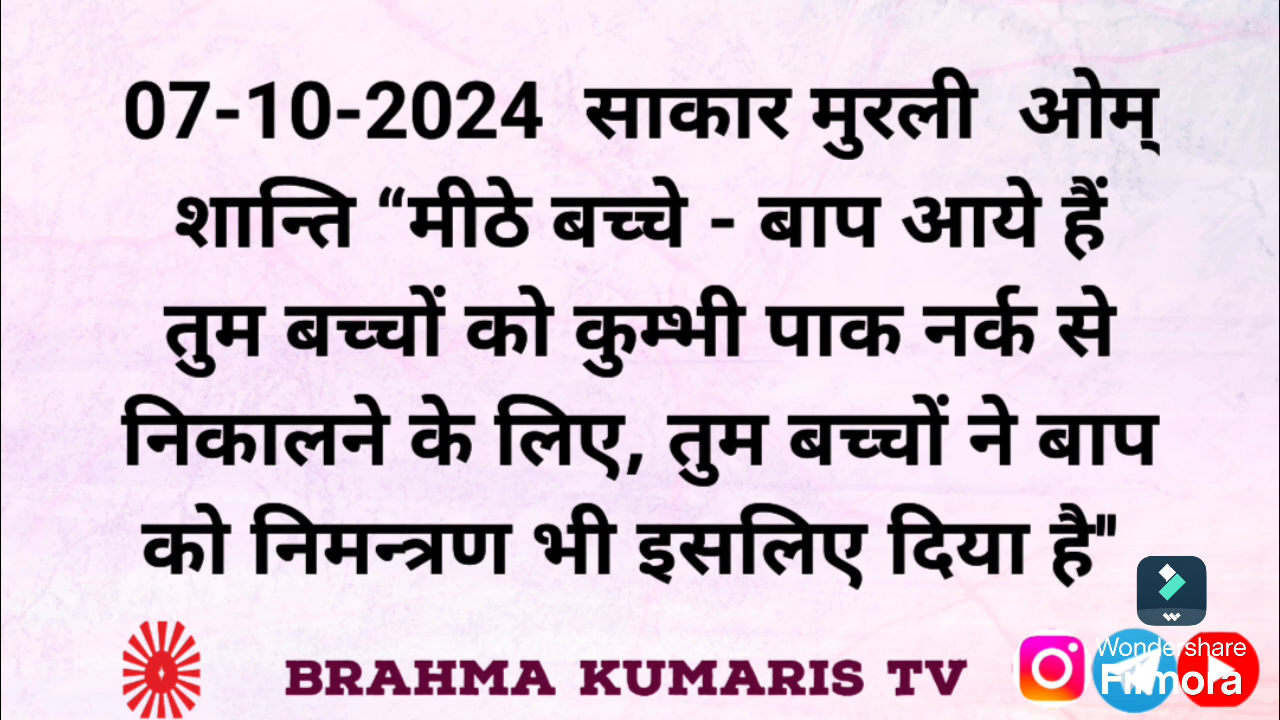 07-10-2024 साकार मुरली ओम्
शान्ति “मीठे बच्चे - बाप आये हैं
तुम बच्चों को कुम्भी पाक नर्क से
निकालने के लिए, तुम बच्चों ने बाप
को निमन्त्रण भी इसलिए दिया है"
BRAHMA KUMARIS TV
Wondershare
Filmora